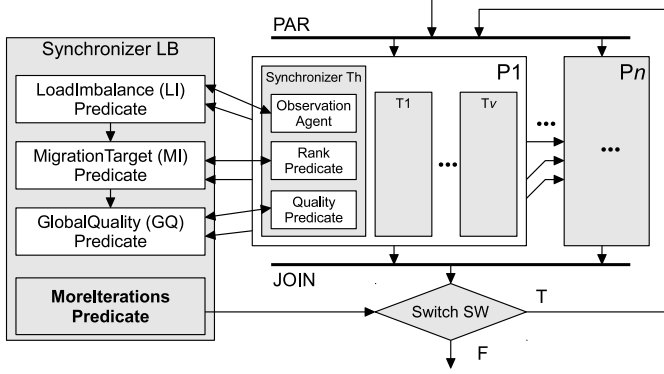 PAR
Synchronizer LB
LoadImbalance (LI)
Predicate
MigrationTarget (MI)
Predicate
GlobalQuality (GQ)
Predicate
MoreIterations
Predicate
P1
Synchronizer Th
Observation
Agent
Rank
Predicate
Quality
Predicate
T1
...
Tv
...
Pn
...
JOIN
Switch SW
T
F